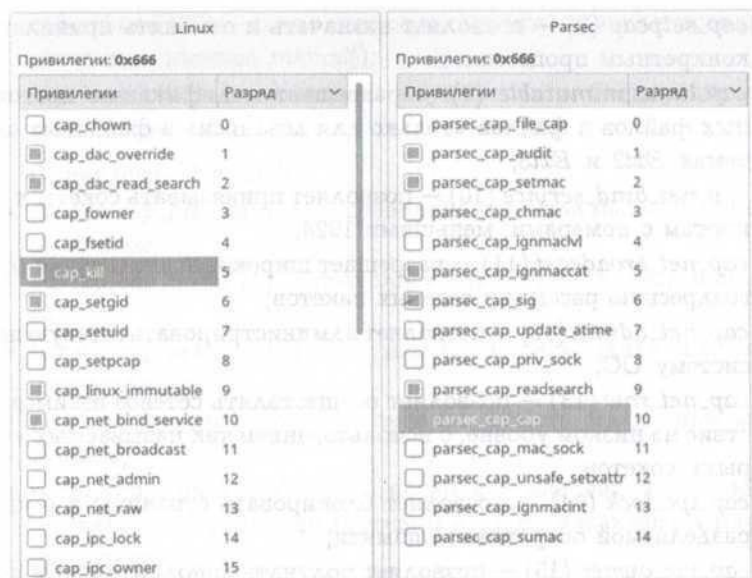 Linux
Привилегии: 0x666
Привилегии Разряд
cap_chown 0
cap_dac_override 1
cap_dac_read_search 2
cap_fowner 3
cap_fsetid 4
cap_kill 5
cap_setgid 6
cap_setuid 7
cap_setpcap 8
cap_linux_immutable 9
cap_net_bind_service 10
cap_net_broadcast 11
cap_net_admin 12
cap_net_raw 13
cap_ipc_lock 14
cap_ipc_owner 15
Parsec
Привилегии: 0x666
Привилегии Разряд
parsec_cap_file_cap 0
parsec_cap_audit 1
parsec_cap_setmac 2
parsec_cap_chmac 3
parsec_cap_ignmaclvl 4
parsec_cap_ignmaccat 5
parsec_cap_sig 6
parsec_cap_update_atime 7
parsec_cap_priv_sock 8
parsec_cap_readsearch 9
parsec_cap_cap 10
parsec_cap_mac_sock 11
parsec_cap_unsafe_setxattr 12
parsec_cap_ignmacint 13
parsec_cap_sumac 14